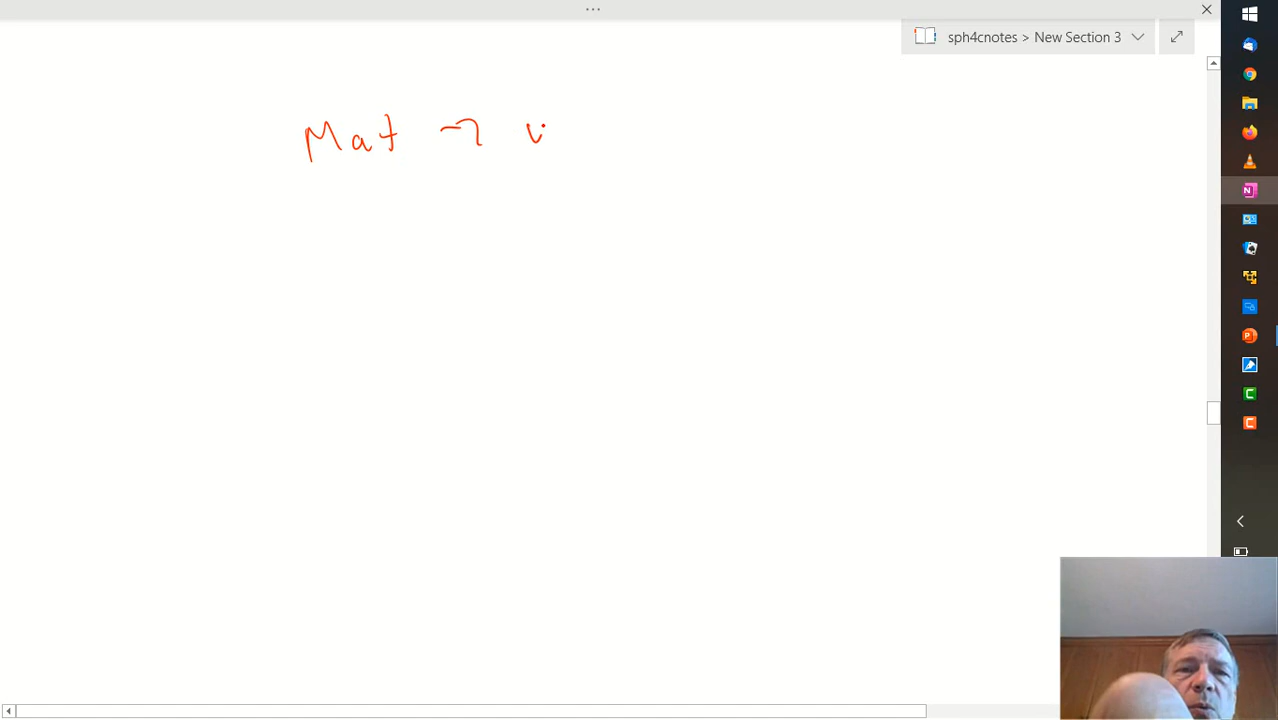 sph4cnotes > New Section 3
Mat → v